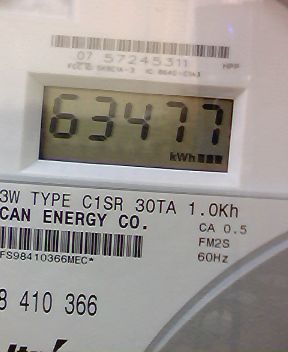 07 57245311
HPP
63477
kWh
3W TYPE C1SR 30TA 1.0Kh
CAN ENERGY CO.
CA 0.5
FM2S
FS98410366MEC*
60Hz
8 410 366